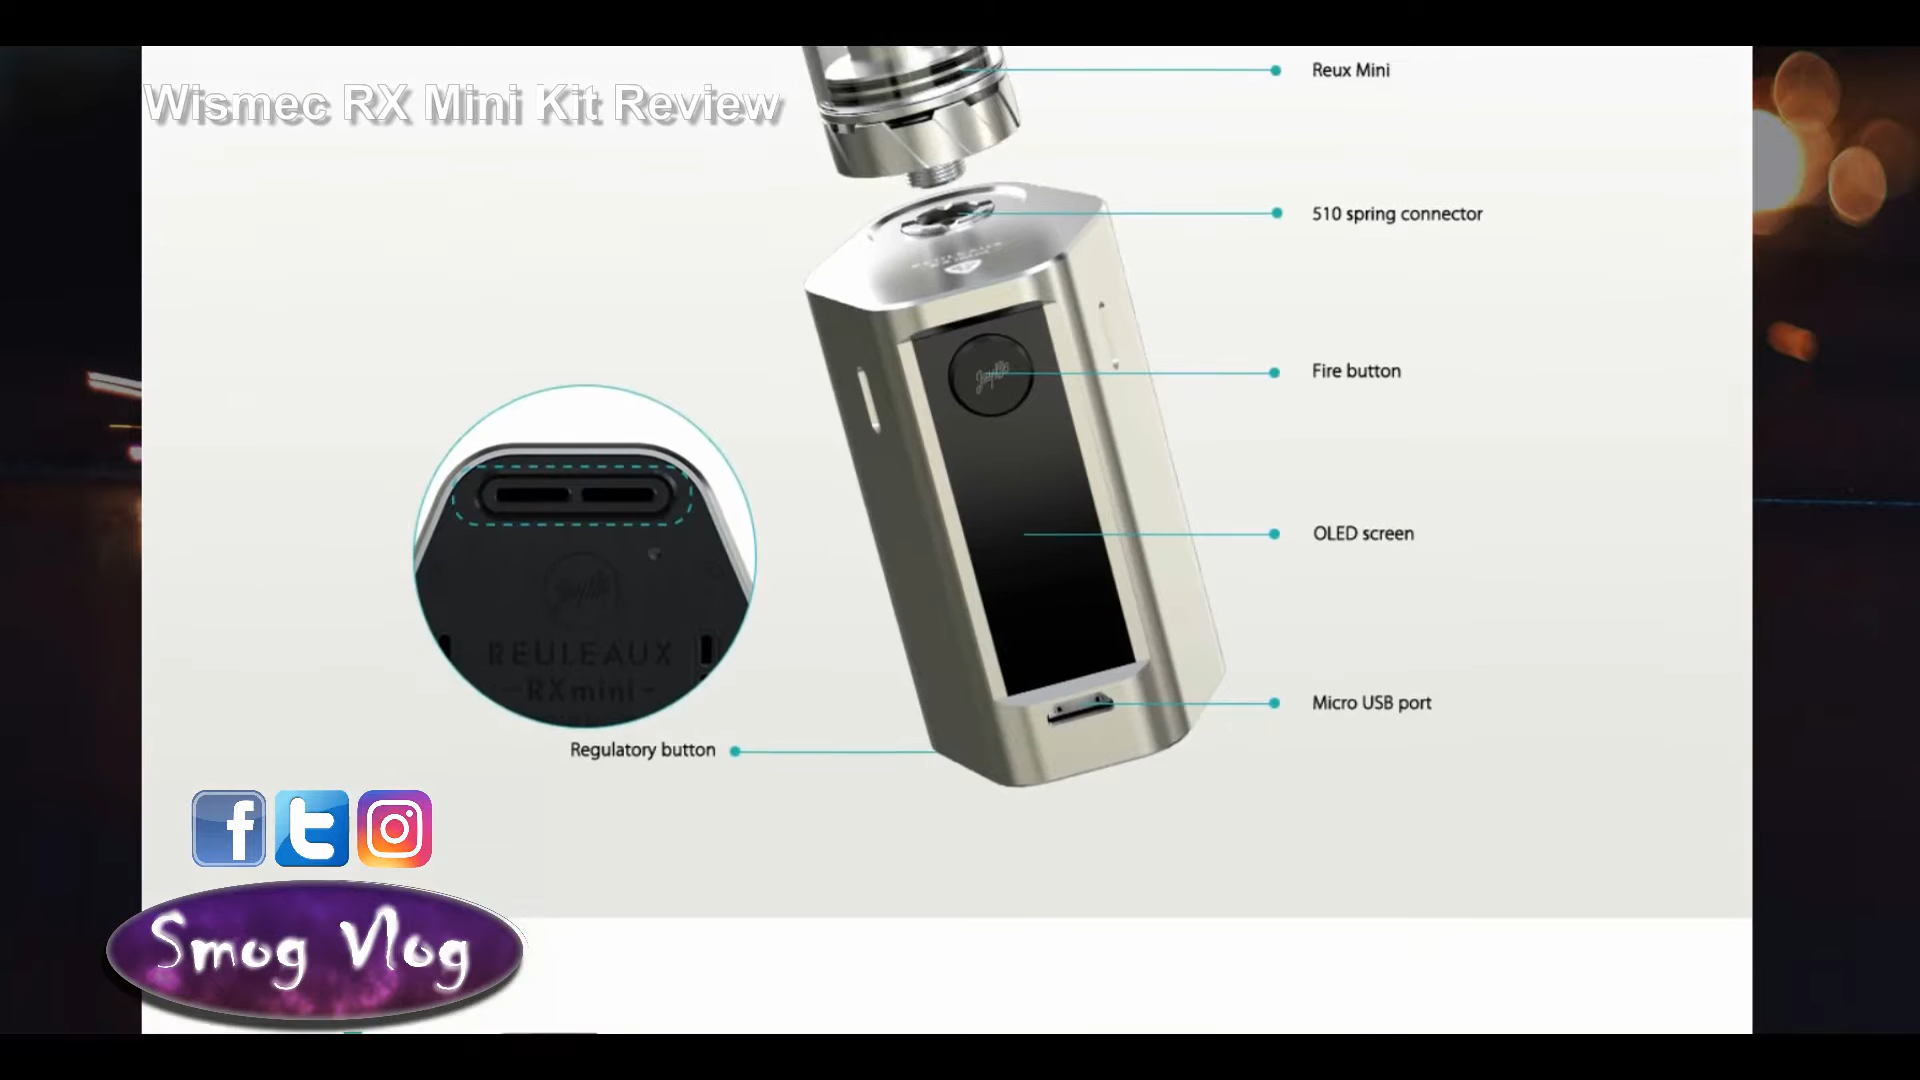 Wismec RX Mini Kit Review
Reux Mini
510 spring connector
Fire button
OLED screen
Micro USB port
REULEAUX
RXmini
Regulatory button
Smog Vlog